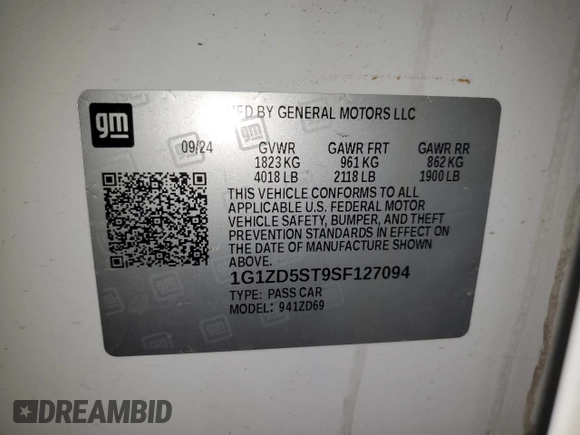 gm
MFD BY GENERAL MOTORS LLC
09/24 GVWR GAWR FRT GAWR RR
1823 KG 961 KG 862 KG
4018 LB 2118 LB 1900 LB
THIS VEHICLE CONFORMS TO ALL
APPLICABLE U.S. FEDERAL MOTOR
VEHICLE SAFETY, BUMPER, AND THEFT
PREVENTION STANDARDS IN EFFECT ON
THE DATE OF MANUFACTURE SHOWN
ABOVE.
1G1ZD5ST9SF127094
TYPE: PASS CAR
MODEL: 941ZD69
DREAMBID